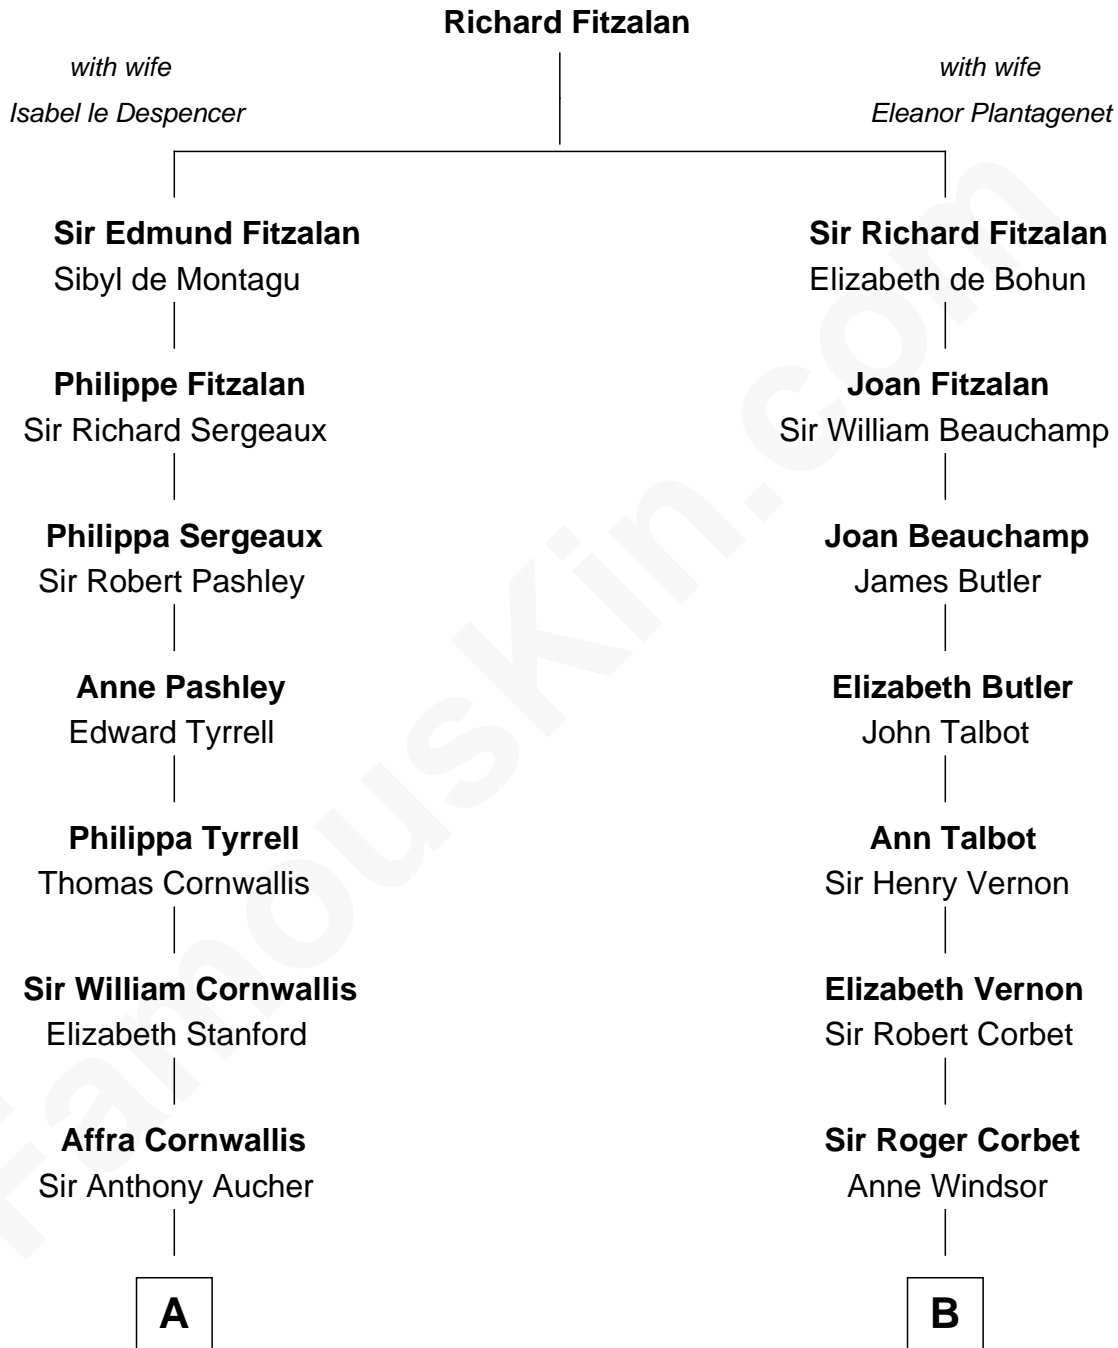 Richard Fitzalan
with wife
Isabel le Despencer
with wife
Eleanor Plantagenet
Sir Edmund Fitzalan
Sibyl de Montagu
Sir Richard Fitzalan
Elizabeth de Bohun
Philippe Fitzalan
Sir Richard Sergeaux
Joan Fitzalan
Sir William Beauchamp
Philippa Sergeaux
Sir Robert Pashley
Joan Beauchamp
James Butler
Anne Pashley
Edward Tyrrell
Elizabeth Butler
John Talbot
Philippa Tyrrell
Thomas Cornwallis
Ann Talbot
Sir Henry Vernon
Sir William Cornwallis
Elizabeth Stanford
Elizabeth Vernon
Sir Robert Corbet
Affra Cornwallis
Sir Anthony Aucher
Sir Roger Corbet
Anne Windsor
A
B
FamousKin.com